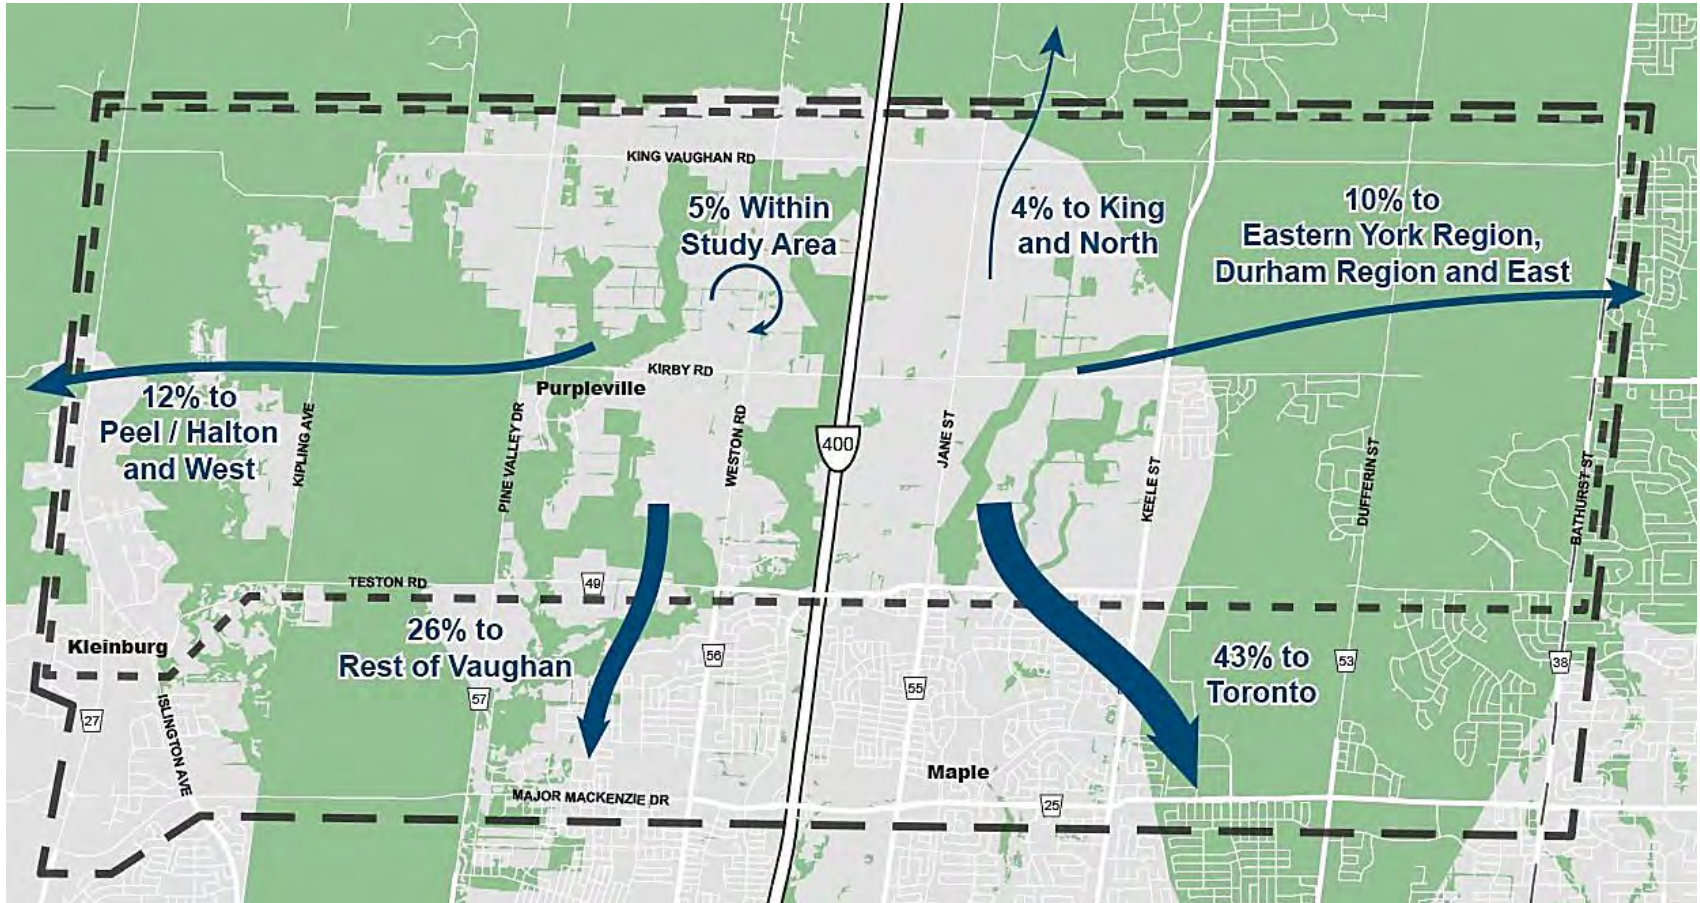 KING VAUGHAN RD
5% Within
Study Area
4% to King
and North
10% to
Eastern York Region,
Durham Region and East
KIRBY RD
Purpleville
12% to
Peel / Halton
and West
KIPLING AVE
PINE VALLEY DR
WESTON RD
400
JANE ST
KEELE ST
DUFFERIN ST
BATHURST ST
TESTON RD
49
Kleinburg
26% to
Rest of Vaughan
56
43% to
Toronto
53
38
57
55
27
ISLINGTON AVE
Maple
MAJOR MACKENZIE DR
25